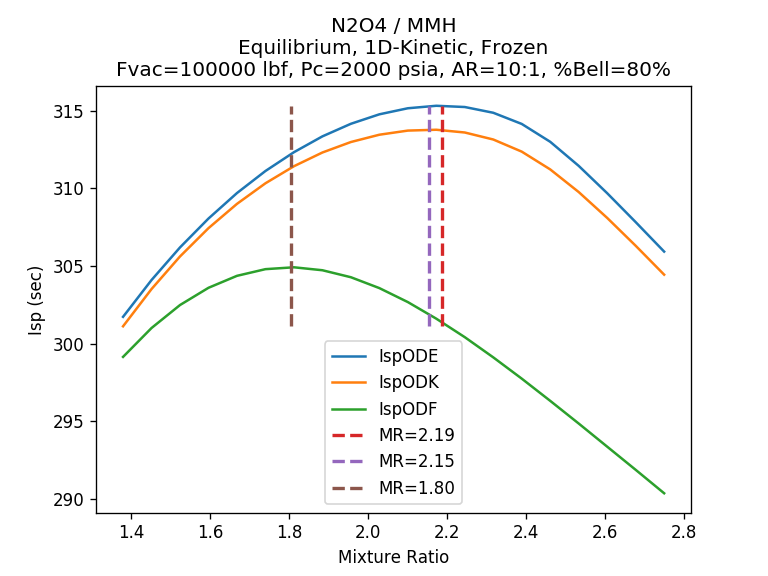 N2O4 / MMH
Equilibrium, 1D-Kinetic, Frozen
Fvac=100000 lbf, Pc=2000 psia, AR=10:1, %Bell=80%
315
310
305
300
295
290
Isp (sec)
IspODE
IspODK
IspODF
MR=2.19
MR=2.15
MR=1.80
1.4 1.6 1.8 2.0 2.2 2.4 2.6 2.8
Mixture Ratio